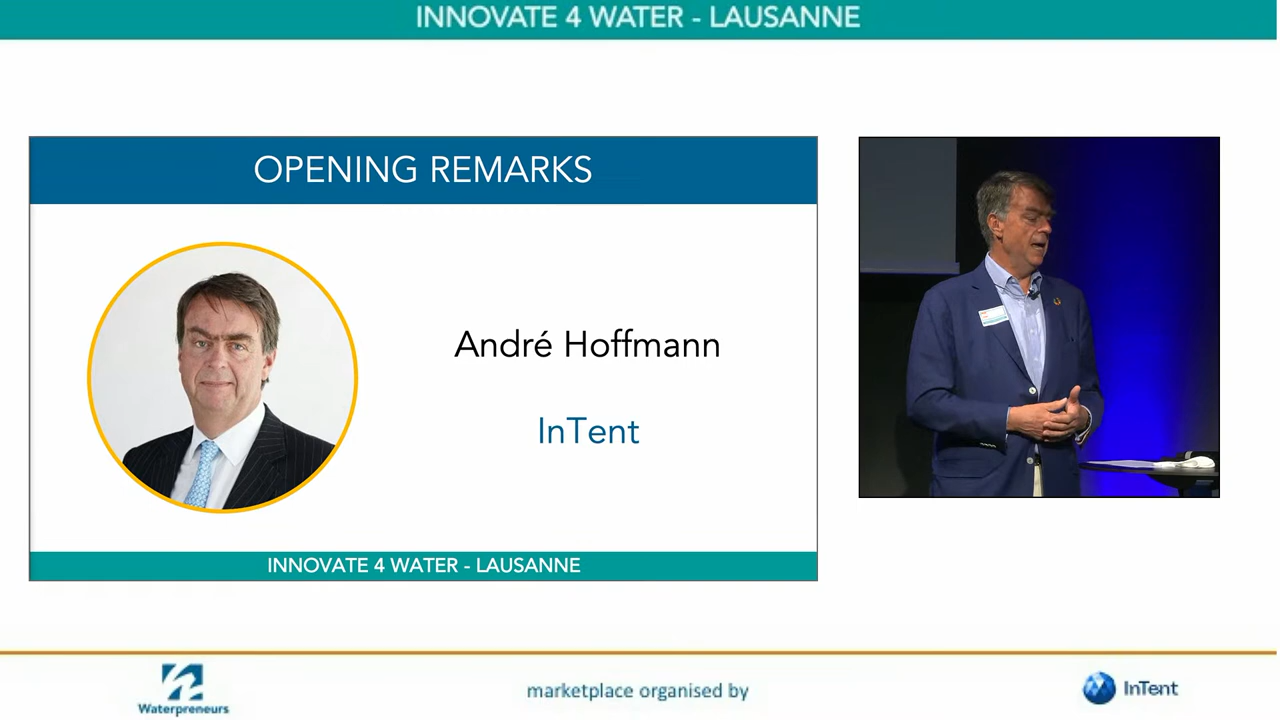 INNOVATE 4 WATER - LAUSANNE
OPENING REMARKS
André Hoffmann
InTent
INNOVATE 4 WATER - LAUSANNE
Waterpreneurs
marketplace organised by
InTent